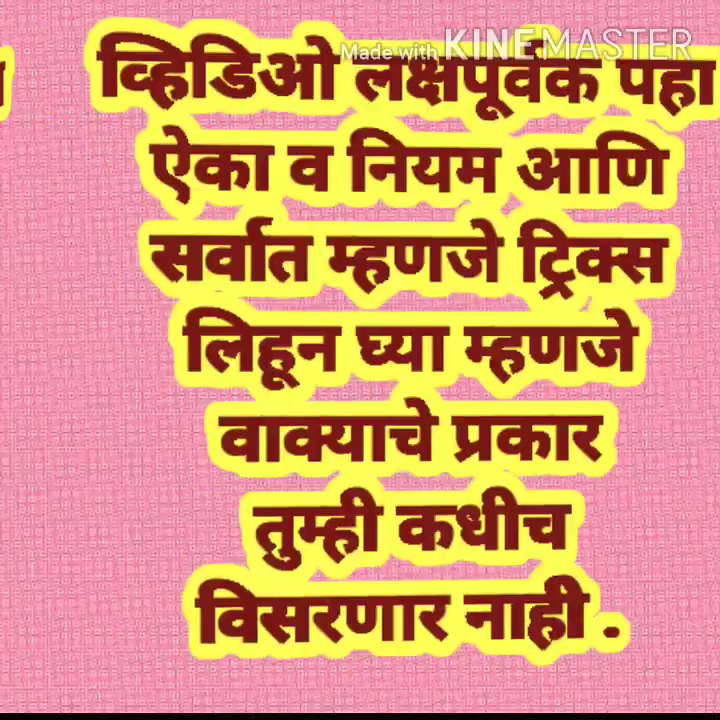 Made with KINEMASTER
व्हिडिओ लक्षपूर्वक पहा
ऐका व नियम आणि
सर्वात म्हणजे ट्रिक्स
लिहून घ्या म्हणजे
वाक्याचे प्रकार
तुम्ही कधीच
विसरणार नाही .